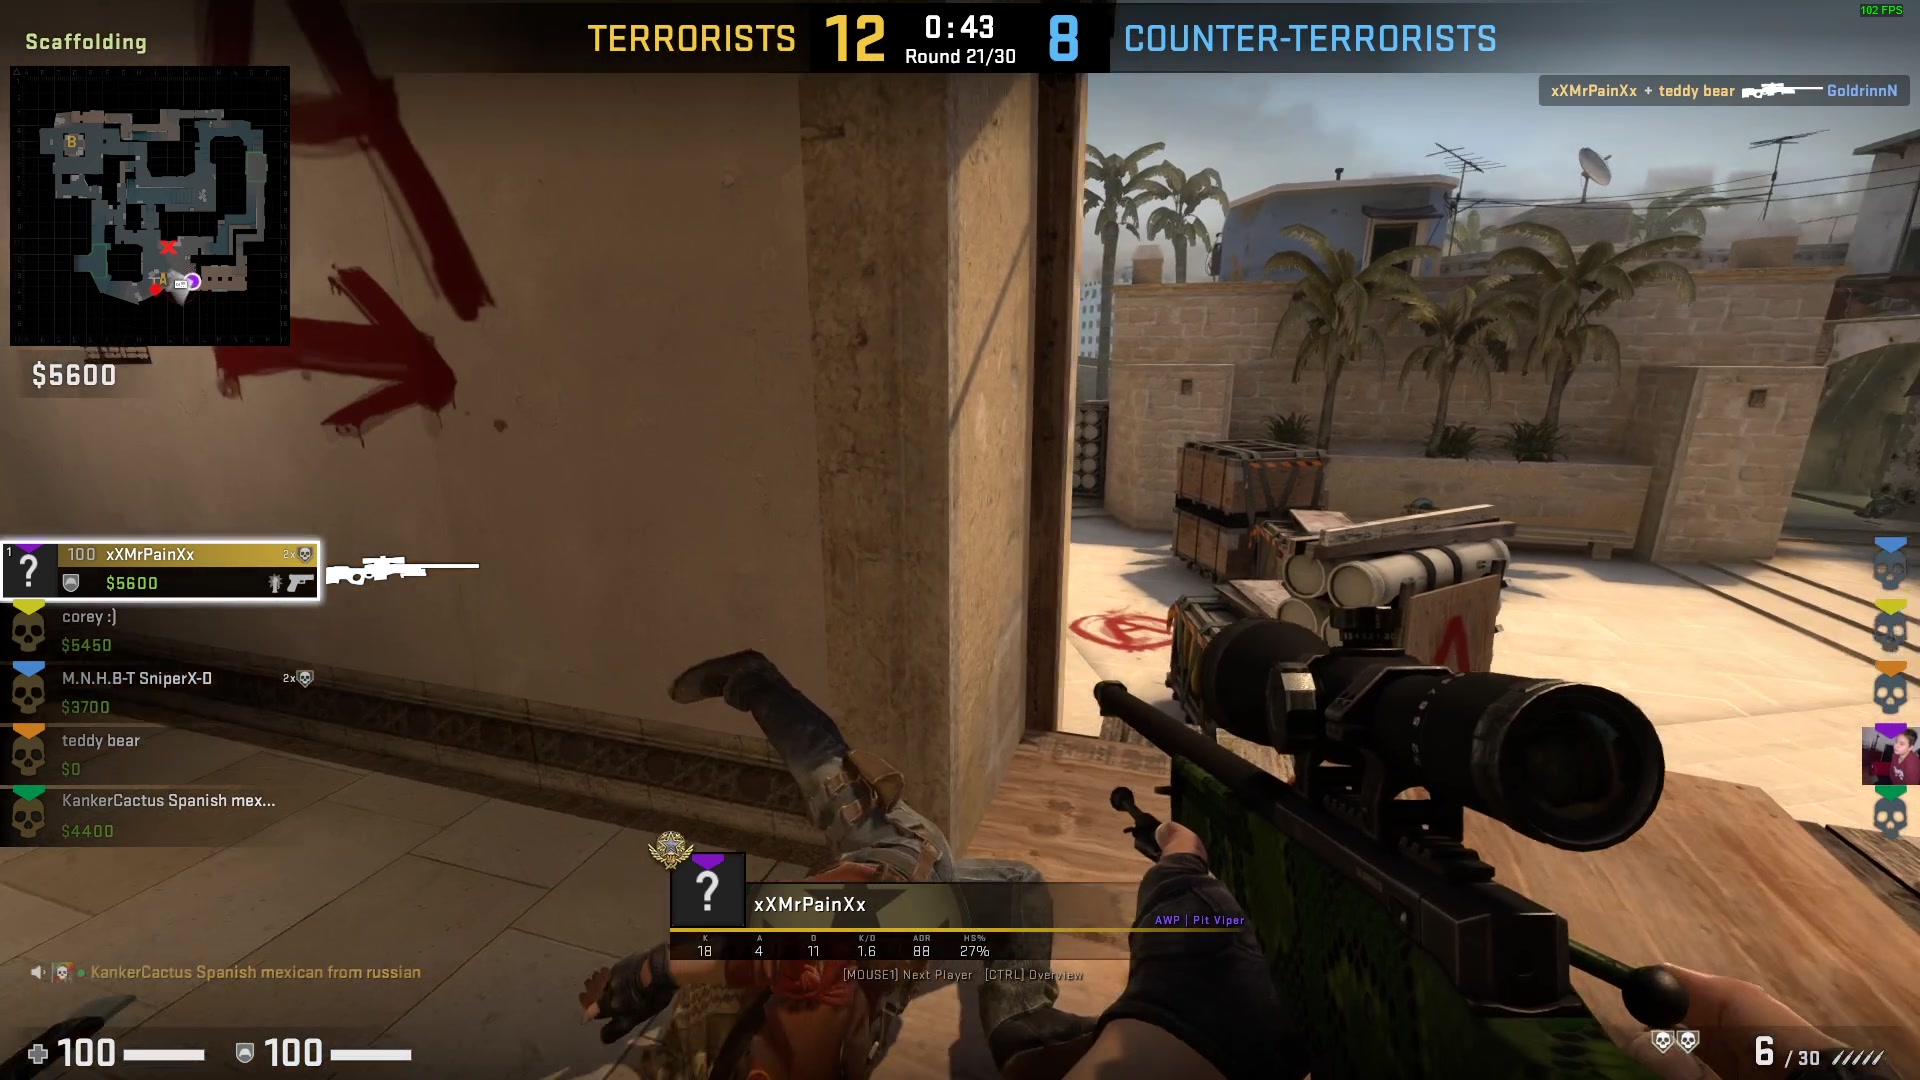 102 FPS
Scaffolding
TERRORISTS 12 0:43 8 COUNTER-TERRORISTS
Round 21/30
xXMrPainXx + teddy bear GoldrinnN
B
A
$5600
1 ? 100 xXMrPainXx 2x
$5600
corey :)
$5450
M.N.H.B-T SniperX-D 2x
$3700
teddy bear
$0
KankerCactus Spanish mex...
$4400
? xXMrPainXx
AWP | Pit Viper
K A D K/D ADR HS%
18 4 11 1.6 88 27%
[MOUSE1] Next Player [CTRL] Overview
KankerCactus Spanish mexican from russian
100 100
6 / 30